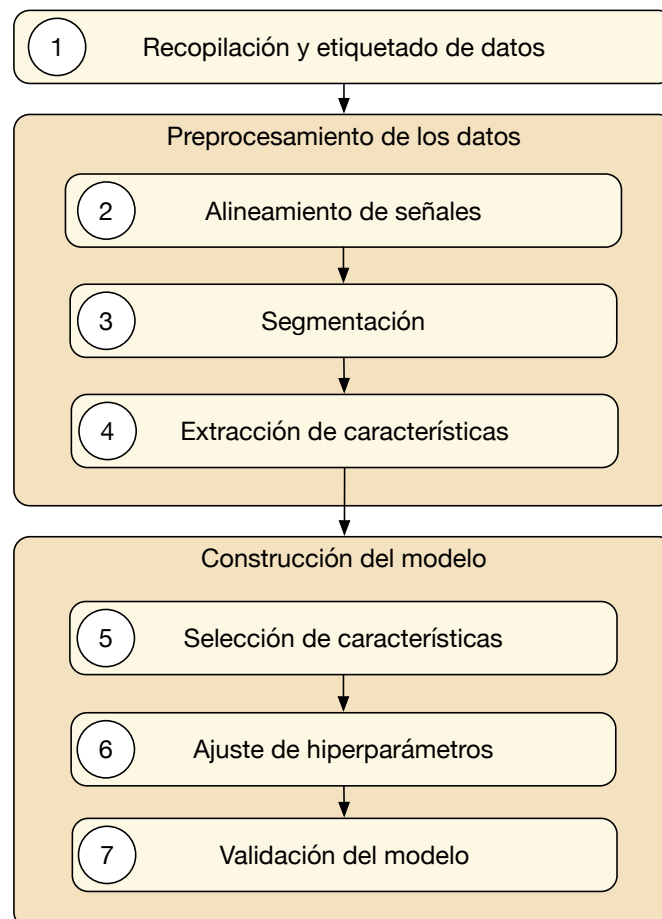 1 Recopilación y etiquetado de datos
Preprocesamiento de los datos
2 Alineamiento de señales
3 Segmentación
4 Extracción de características
Construcción del modelo
5 Selección de características
6 Ajuste de hiperparámetros
7 Validación del modelo